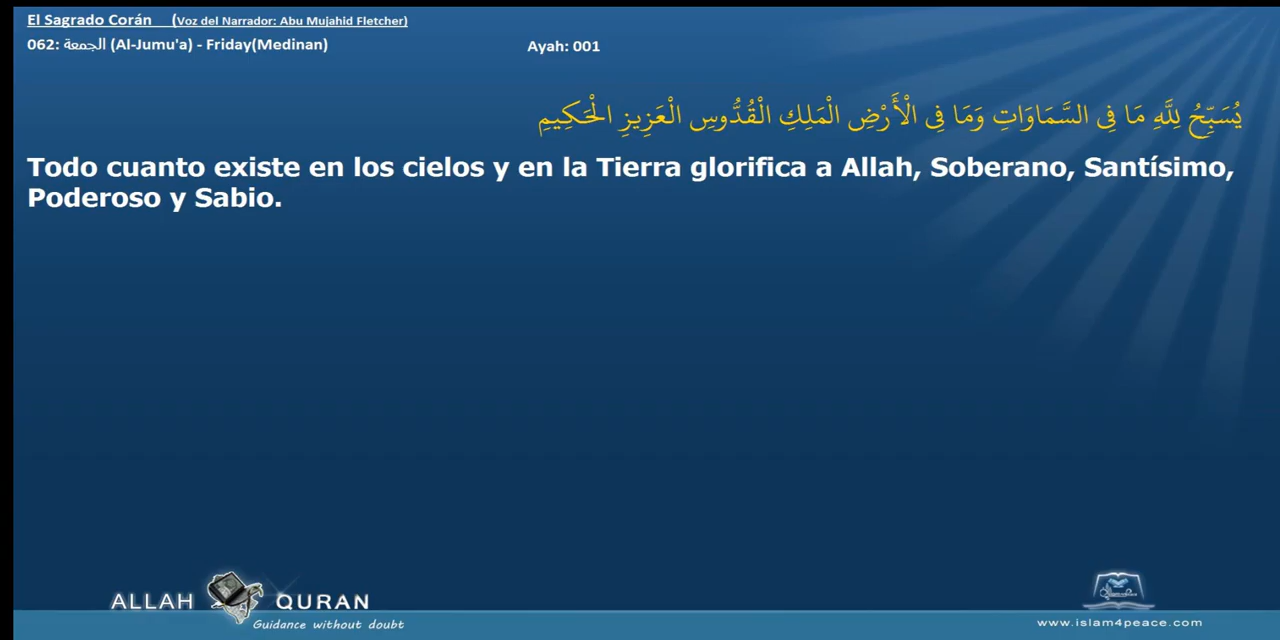 El Sagrado Corán (Voz del Narrador: Abu Mujahid Fletcher)
062: الجمعة (Al-Jumu'a) - Friday(Medinan) Ayah: 001
يُسَبِّحُ لِلَّهِ مَا فِي السَّمَاوَاتِ وَمَا فِي الْأَرْضِ الْمَلِكِ الْقُدُّوسِ الْعَزِيزِ الْحَكِيمِ
Todo cuanto existe en los cielos y en la Tierra glorifica a Allah, Soberano, Santísimo,
Poderoso y Sabio.
ALLAH QURAN
Guidance without doubt
www.islam4peace.com